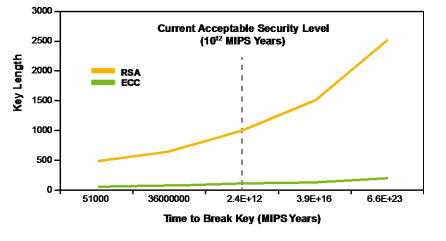 Current Acceptable Security Level
(10¹² MIPS Years)
3000
2500
2000
1500
1000
500
0
Key Length
RSA
ECC
51000
36000000
2.4E+12
3.9E+16
6.6E+23
Time to Break Key (MIPS Years)